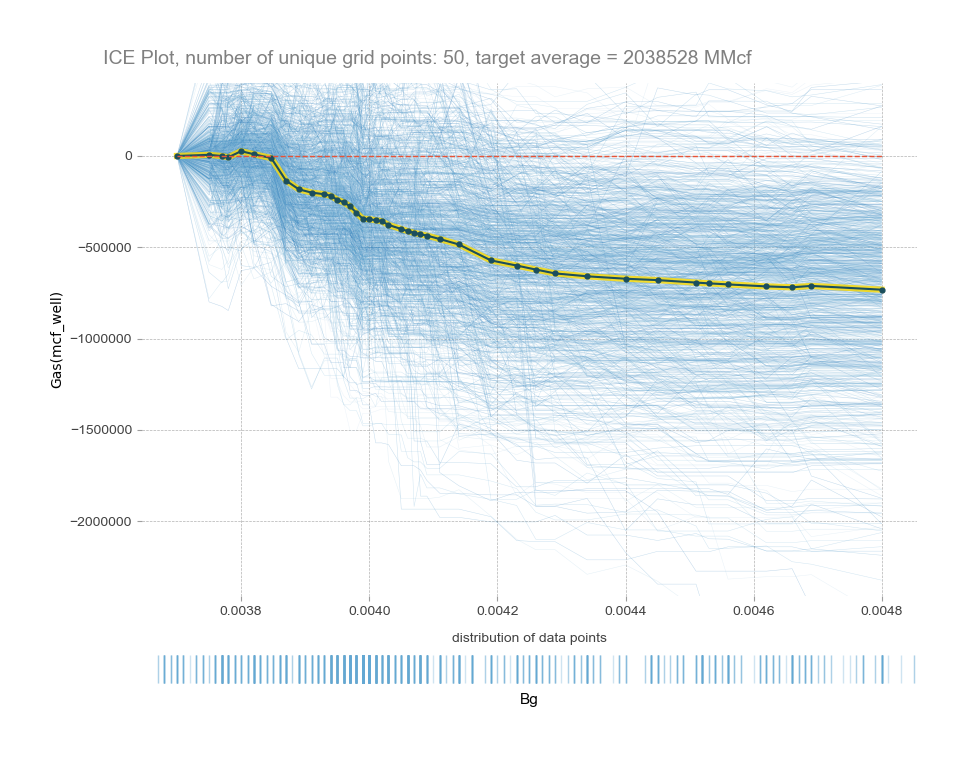 ICE Plot, number of unique grid points: 50, target average = 2038528 MMcf
0
−500000
−1000000
−1500000
−2000000
Gas(mcf_well)
0.0038 0.0040 0.0042 0.0044 0.0046 0.0048
distribution of data points
Bg